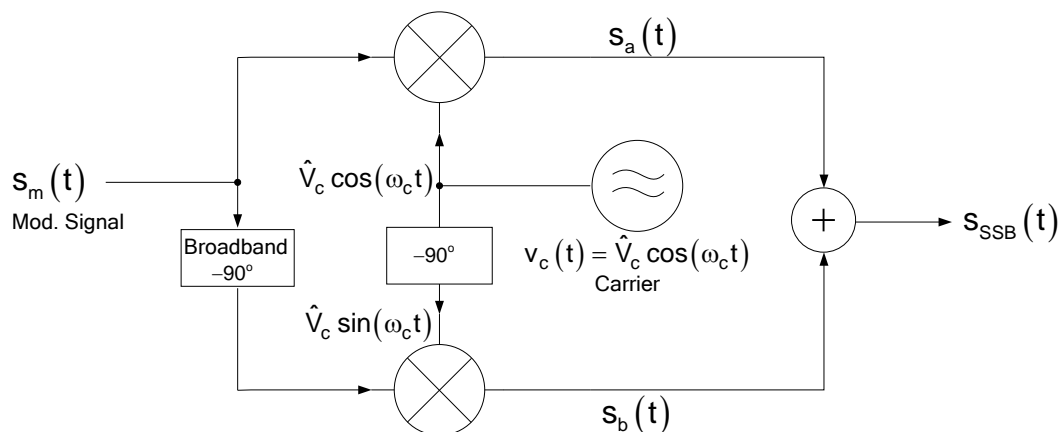 sₐ(t)
V̂_c cos(ω_c t)
s_m(t)
Mod. Signal
Broadband
−90°
−90°
+
s_SSB(t)
v_c(t) = V̂_c cos(ω_c t)
Carrier
V̂_c sin(ω_c t)
s_b(t)